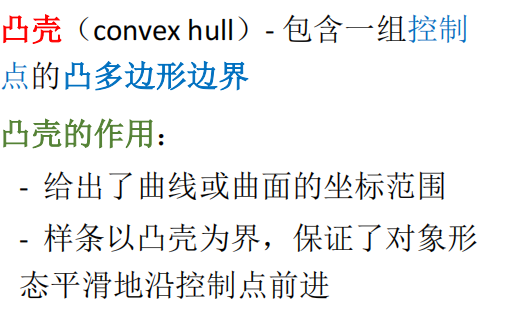 凸壳（convex hull）- 包含一组控制
点的凸多边形边界
凸壳的作用：
- 给出了曲线或曲面的坐标范围
- 样条以凸壳为界，保证了对象形
态平滑地沿控制点前进